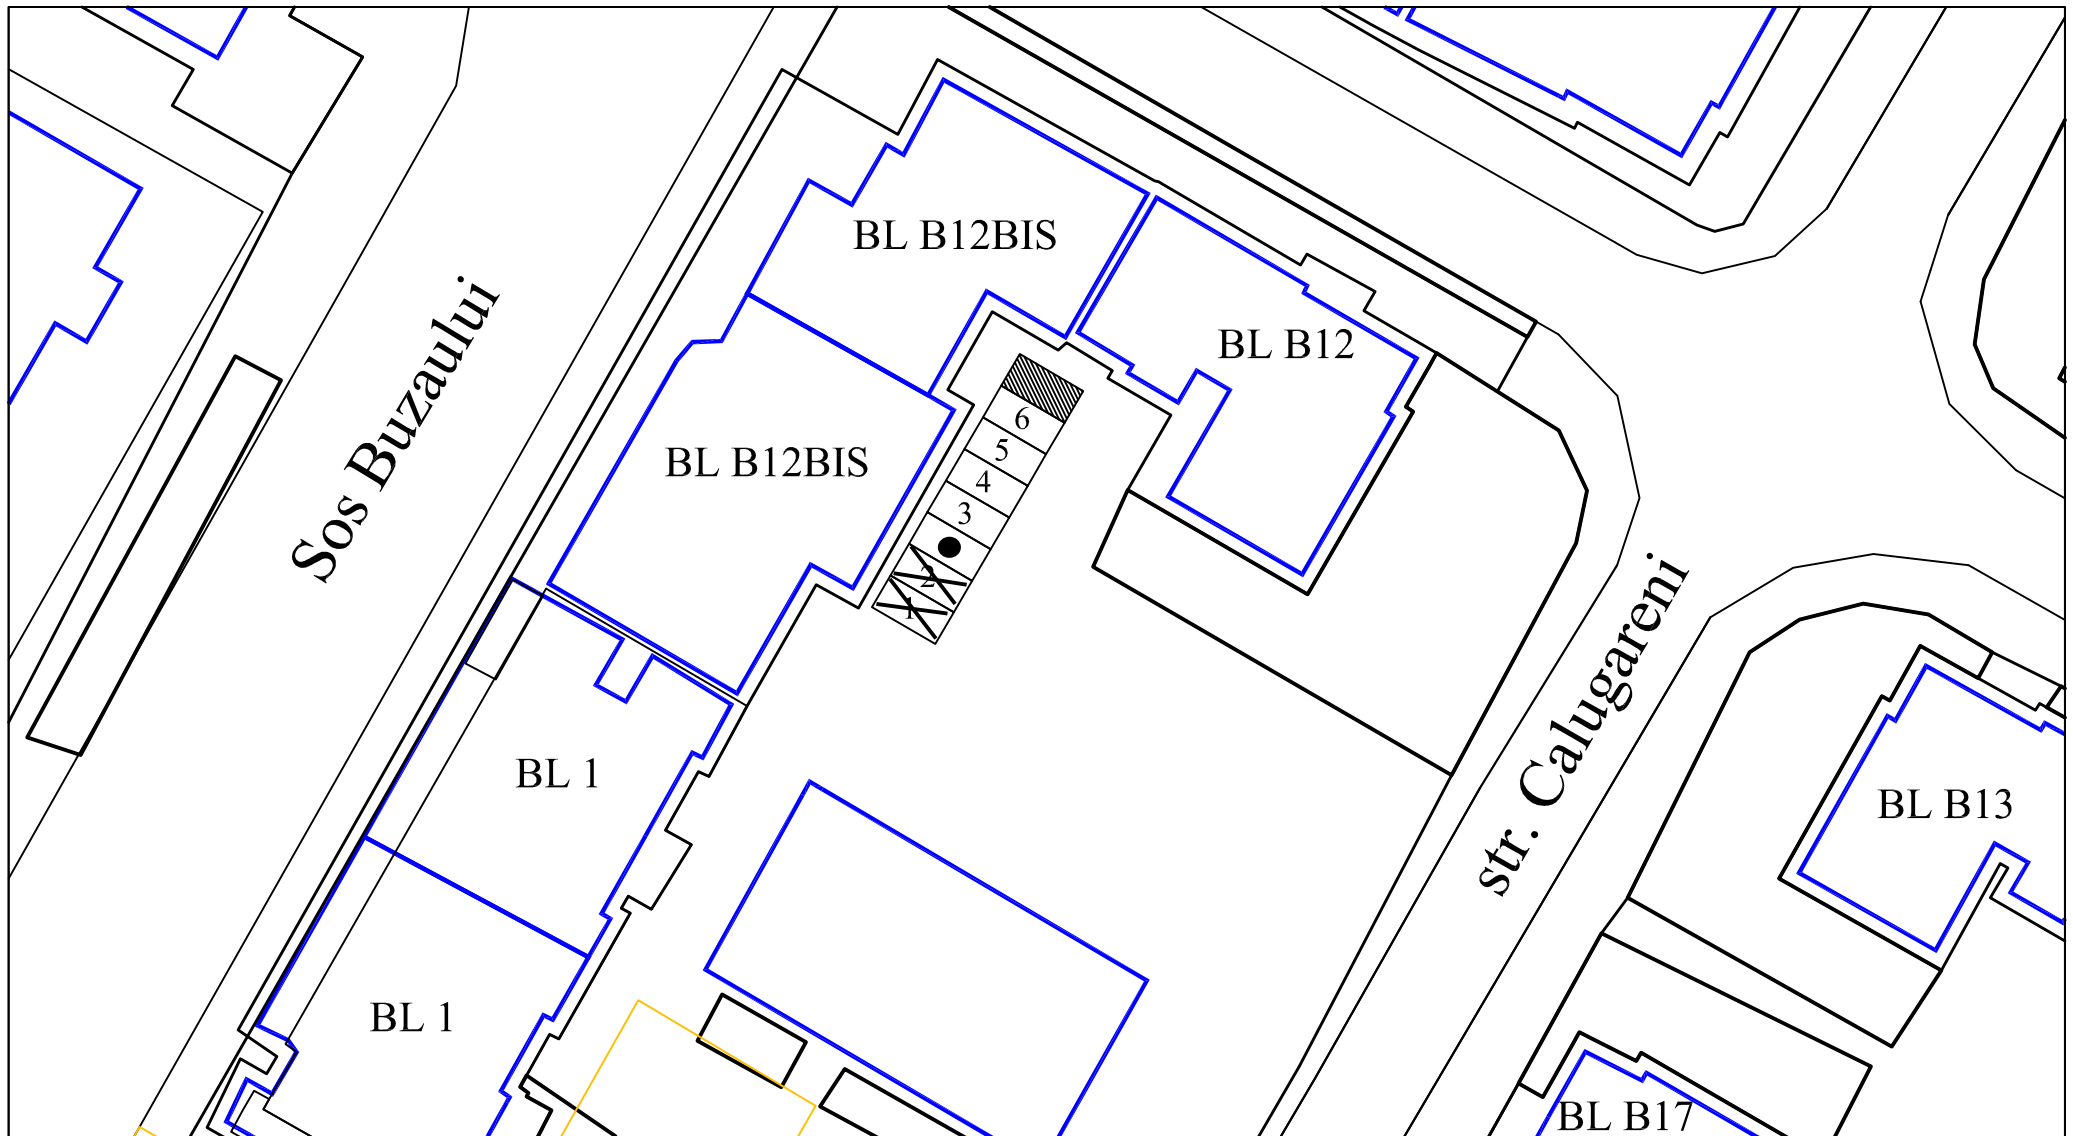 BL B12BIS
BL B12
Sos Buzaului
BL B12BIS
6
5
4
3
2
1
str. Calugareni
BL 1
BL B13
BL 1
BL B17